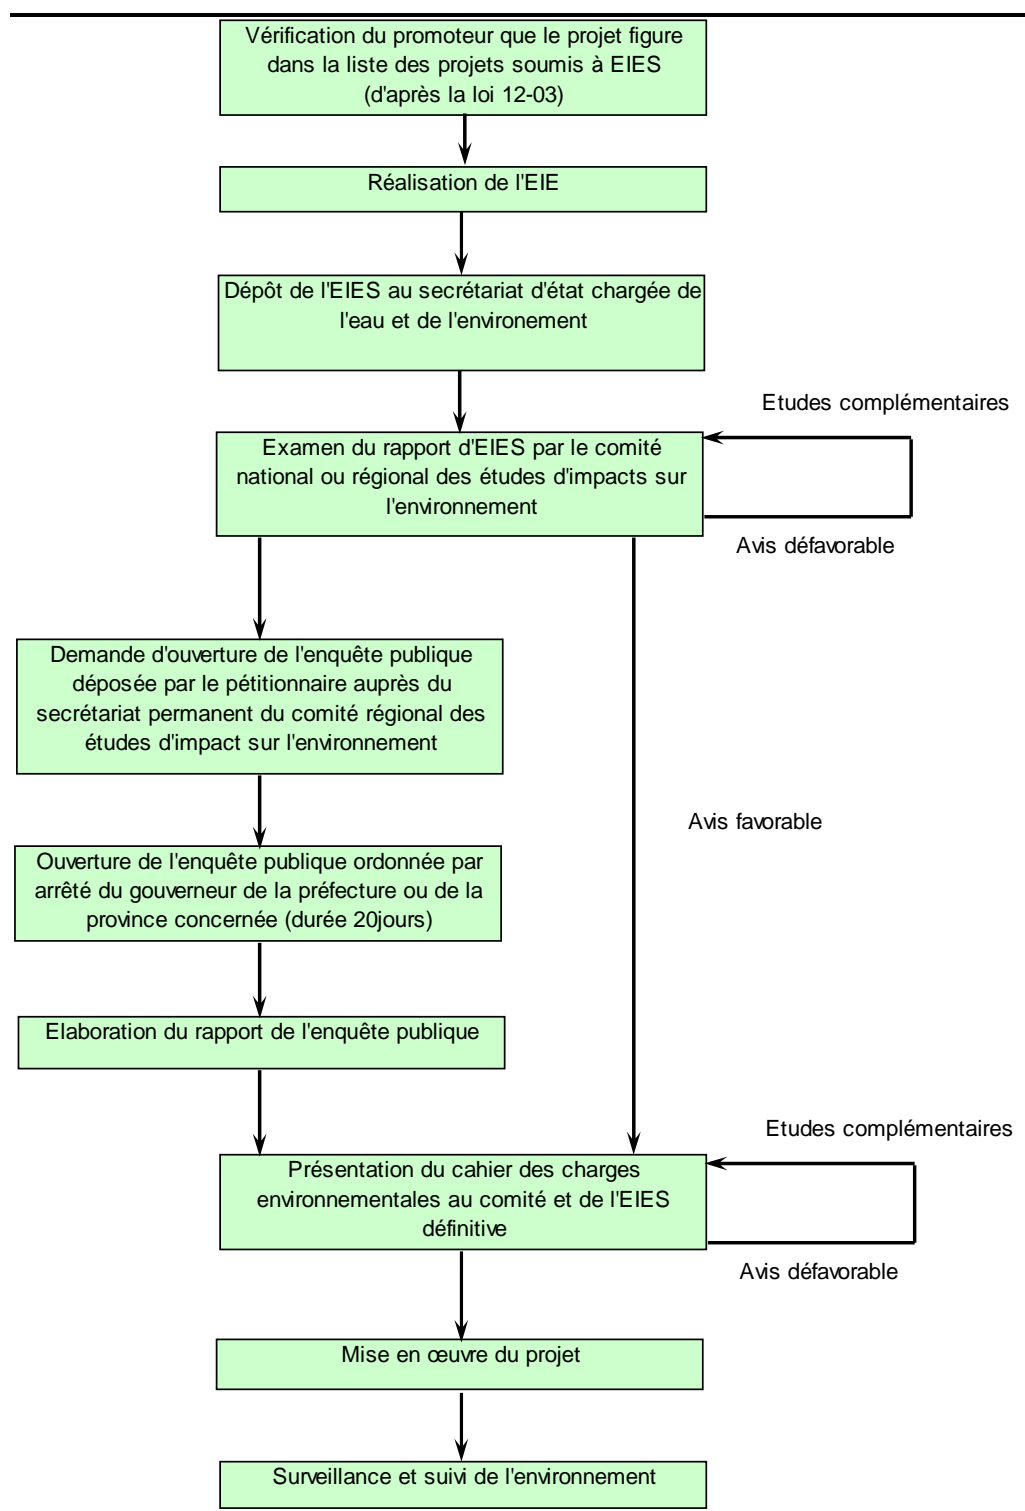 Vérification du promoteur que le projet figure
dans la liste des projets soumis à EIES
(d'après la loi 12-03)
Réalisation de l'EIE
Dépôt de l'EIES au secrétariat d'état chargée de
l'eau et de l'environement
Etudes complémentaires
Examen du rapport d'EIES par le comité
national ou régional des études d'impacts sur
l'environnement
Avis défavorable
Demande d'ouverture de l'enquête publique
déposée par le pétitionnaire auprès du
secrétariat permanent du comité régional des
études d'impact sur l'environnement
Avis favorable
Ouverture de l'enquête publique ordonnée par
arrêté du gouverneur de la préfecture ou de la
province concernée (durée 20jours)
Elaboration du rapport de l'enquête publique
Etudes complémentaires
Présentation du cahier des charges
environnementales au comité et de l'EIES
définitive
Avis défavorable
Mise en œuvre du projet
Surveillance et suivi de l'environnement